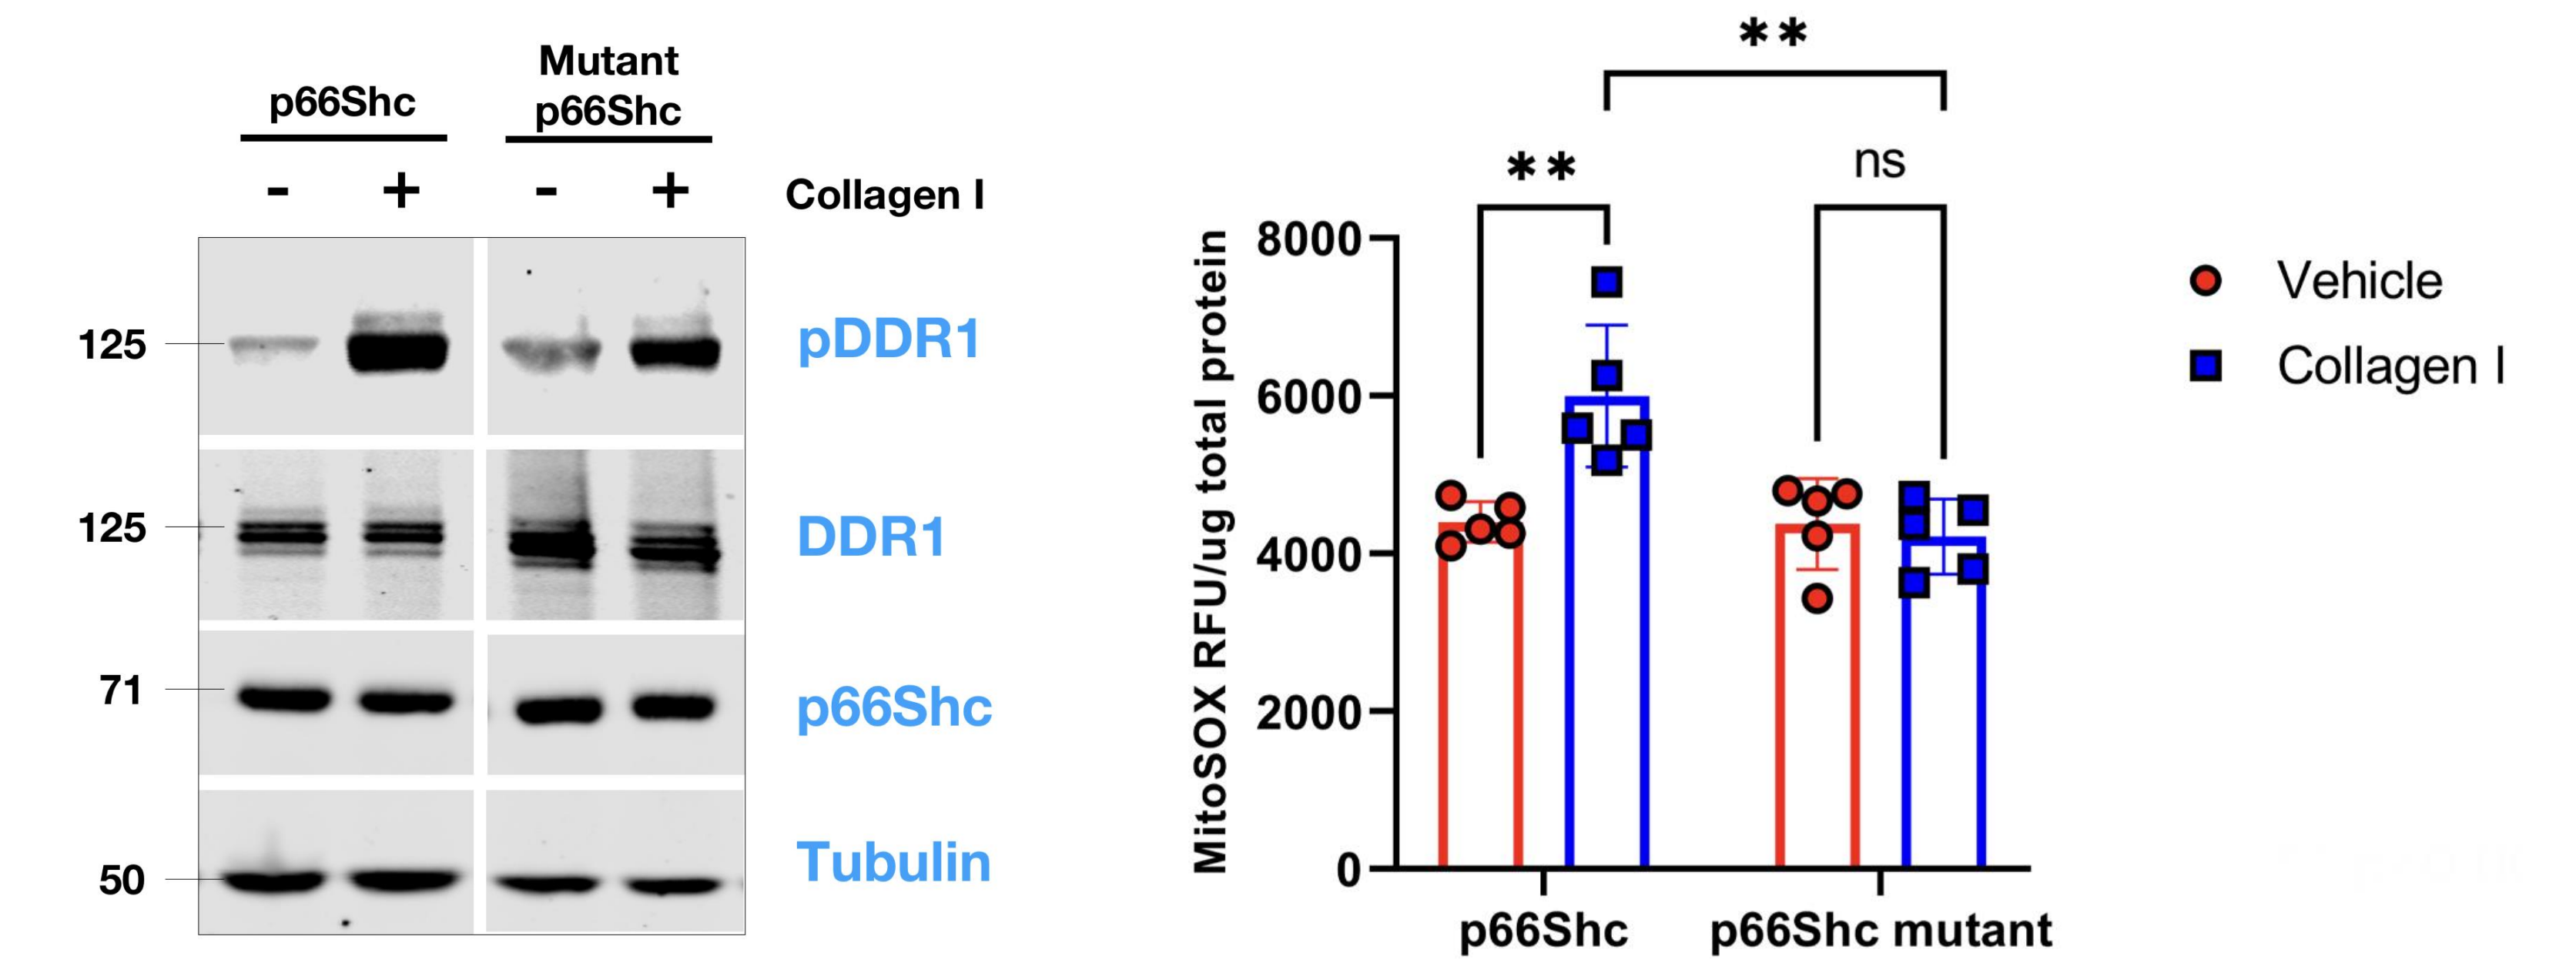 p66Shc
Mutant
p66Shc
- + - + Collagen I
125 pDDR1
125 DDR1
71 p66Shc
50 Tubulin
**
** ns
MitoSOX RFU/ug total protein
8000
6000
4000
2000
0
p66Shc p66Shc mutant
Vehicle
Collagen I